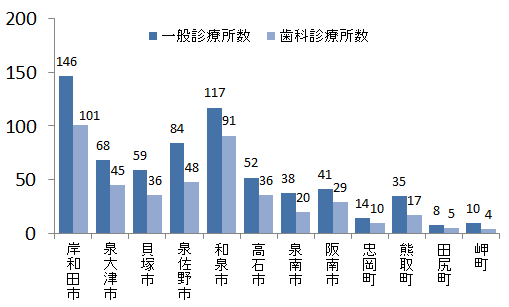 200
150
100
50
0
一般診療所数 歯科診療所数
146 101 68 45 59 36 84 48 117 91 52 36 38 20 41 29 14 10 35 17 8 5 10 4
岸和田市
泉大津市
貝塚市
泉佐野市
和泉市
高石市
泉南市
阪南市
忠岡町
熊取町
田尻町
岬町